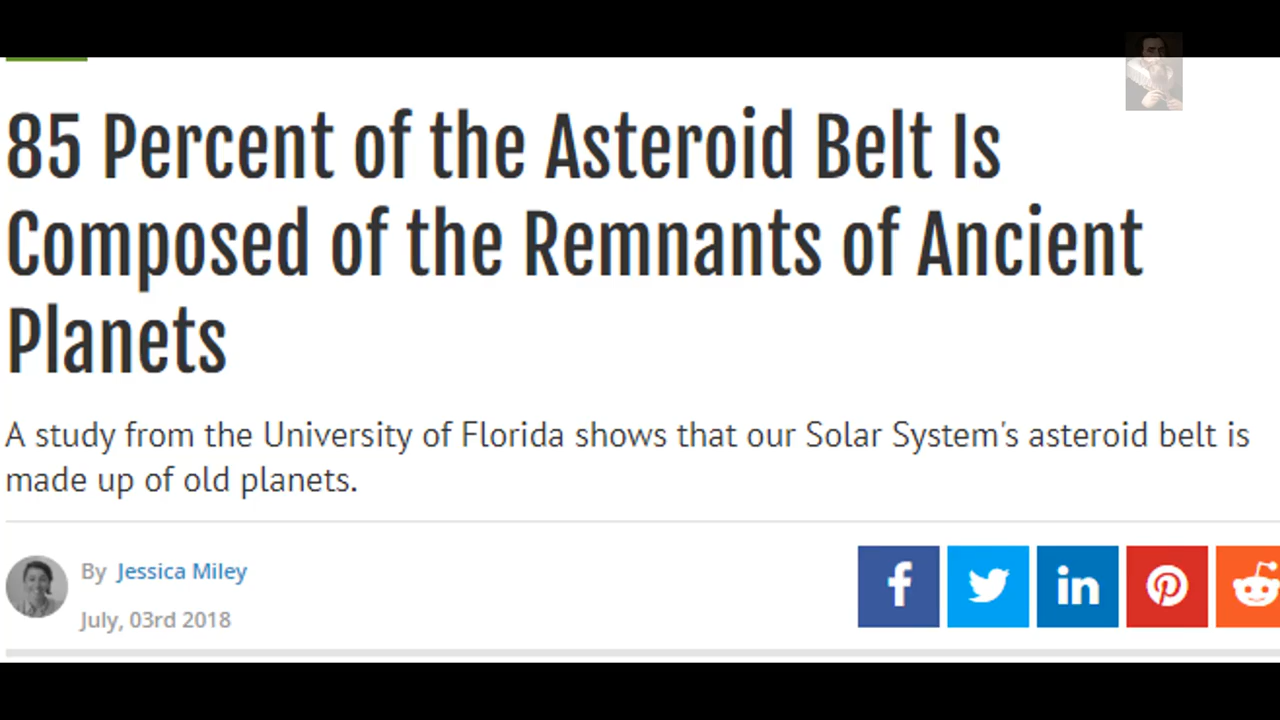 85 Percent of the Asteroid Belt Is
Composed of the Remnants of Ancient
Planets
A study from the University of Florida shows that our Solar System's asteroid belt is
made up of old planets.
By Jessica Miley
July, 03rd 2018